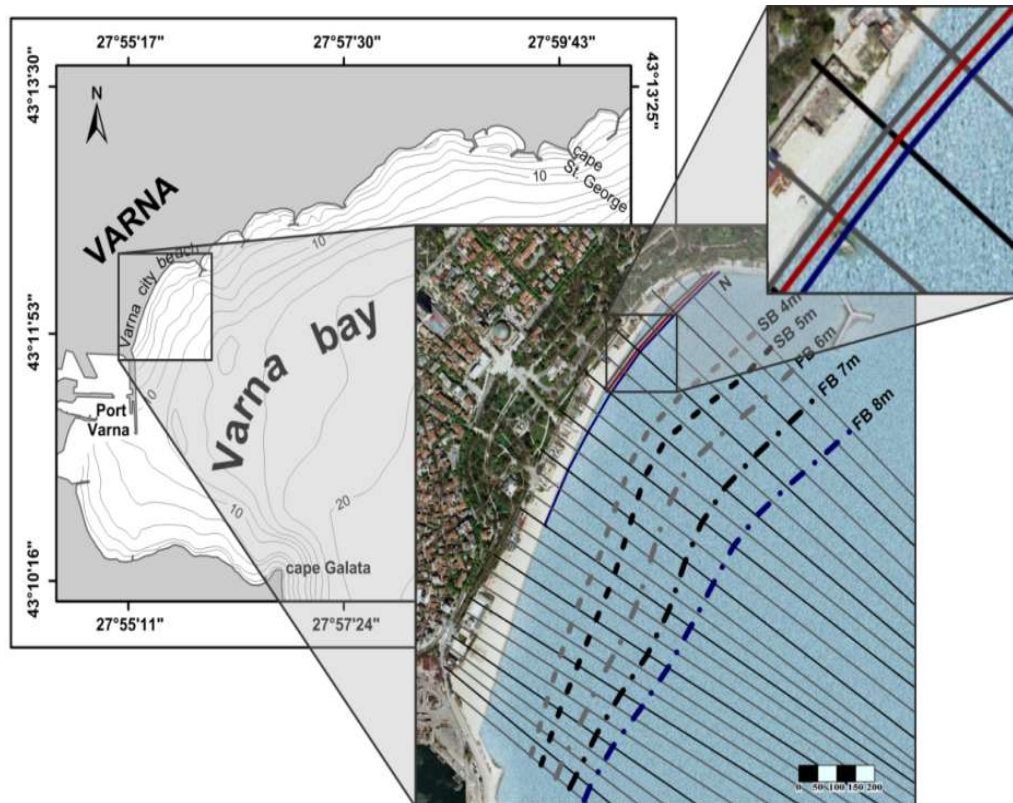 27°55'17"
27°57'30"
27°59'43"
43°13'30"
43°13'25"
N
VARNA
cape
St. George
10
10
Varna city beach
43°11'53"
Varna bay
Port
Varna
10
10
20
cape Galata
43°10'16"
27°55'11"
27°57'24"
N
SB 4m
SB 5m
FB 6m
FB 7m
FB 8m
0 50 100 150 200